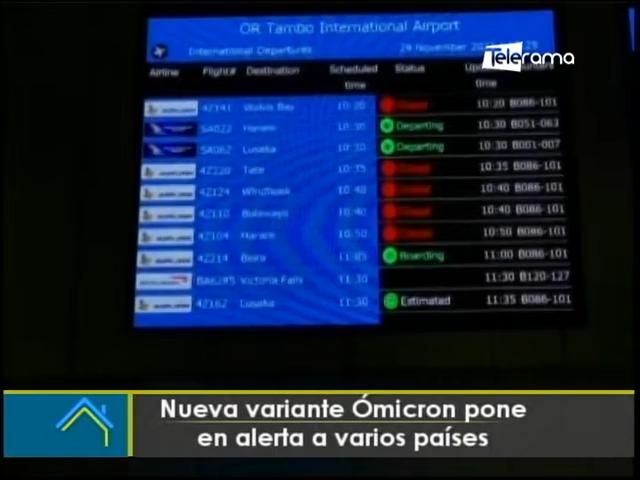 OR Tambo International Airport
International Departures 29 November
Telerama
Airline Flight# Destination Scheduled time Status
4Z141 Walvis Bay 10:20 10:20 B086-101
SA022 Harare 10:30 Departing 10:30 B051-063
SA062 Lusaka 10:30 Departing 10:30 B001-007
Tete 10:35 10:35 B086-101
4Z124 Windhoek 10:40 10:40 B086-101
4Z110 Bulawayo 10:40 10:40 B086-101
4Z104 Harare 10:50 10:50 B086-101
4Z214 Beira 11:05 Boarding 11:00 B086-101
BA6285 Victoria Falls 11:30 11:30 B120-127
4Z162 Lusaka 11:30 Estimated 11:35 B086-101
Nueva variante Ómicron pone
en alerta a varios países